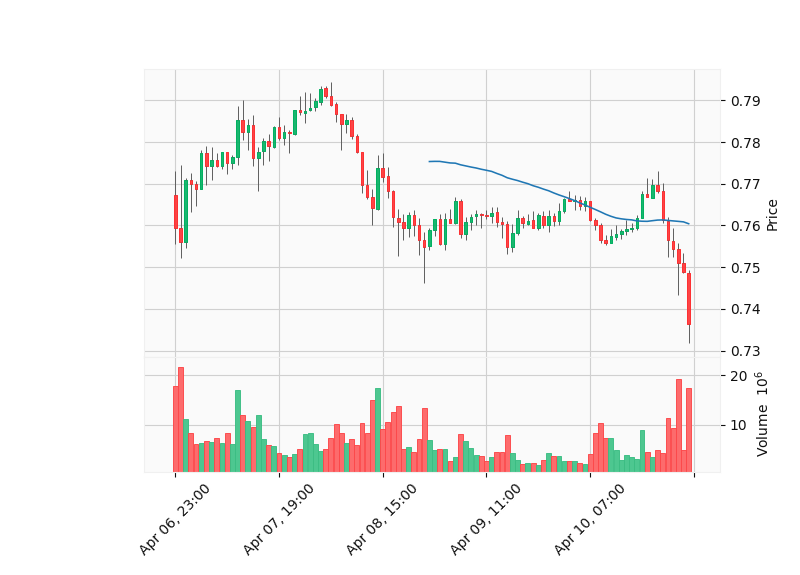 0.79
0.78
0.77
0.76
0.75
0.74
0.73
Price
20
10
Volume 10^6
Apr 06, 23:00
Apr 07, 19:00
Apr 08, 15:00
Apr 09, 11:00
Apr 10, 07:00